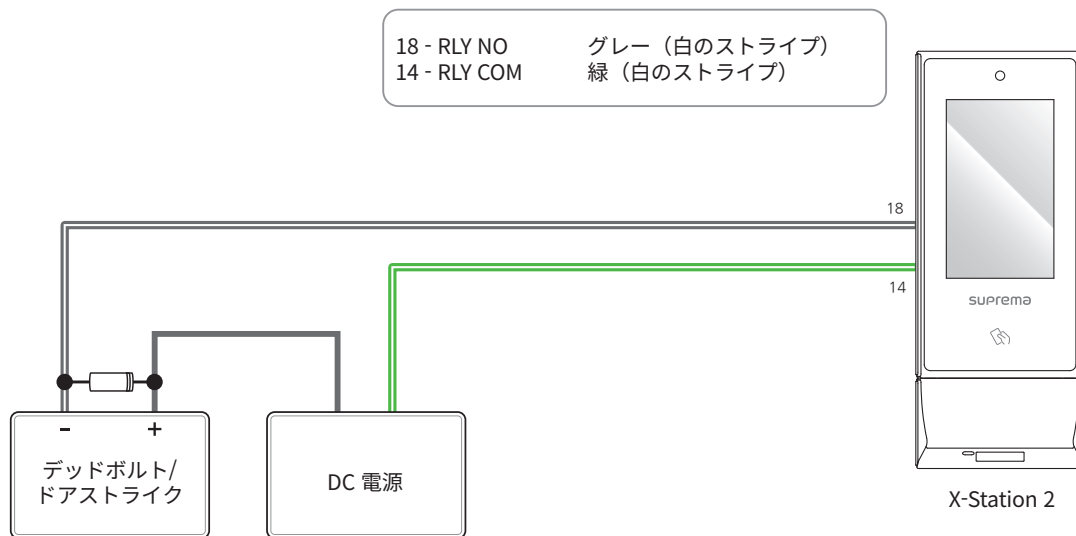 18 - RLY NO グレー（白のストライプ）
14 - RLY COM 緑（白のストライプ）
18
14
suprema
- +
デッドボルト/
ドアストライク
DC 電源
X-Station 2